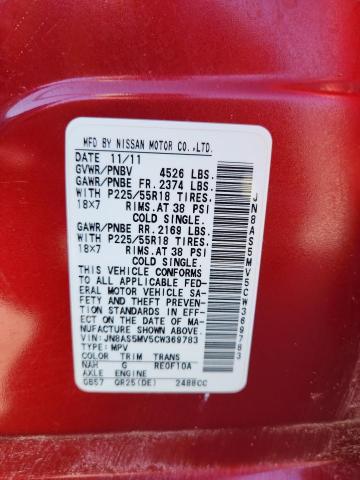 MFD BY NISSAN MOTOR CO.,LTD.
DATE 11/11
GVWR/PNBV 4526 LBS.
GAWR/PNBE FR. 2374 LBS.
WITH P225/55R18 TIRES,
18×7 RIMS.AT 38 PSI
COLD SINGLE.
GAWR/PNBE RR. 2169 LBS.
WITH P225/55R18 TIRES,
18×7 RIMS.AT 38 PSI
COLD SINGLE.
THIS VEHICLE CONFORMS
TO ALL APPLICABLE FED-
ERAL MOTOR VEHICLE SA-
FETY AND THEFT PREVEN-
TION STANDARDS IN EFF-
ECT ON THE DATE OF MA-
NUFACTURE SHOWN ABOVE.
VIN:JN8AS5MV5CW369783
TYPE:MPV
COLOR TRIM TRANS
NAH G RE0F10A
AXLE ENGINE
GB57 QR25(DE) 2488CC
JN8AS5MV5CW369783